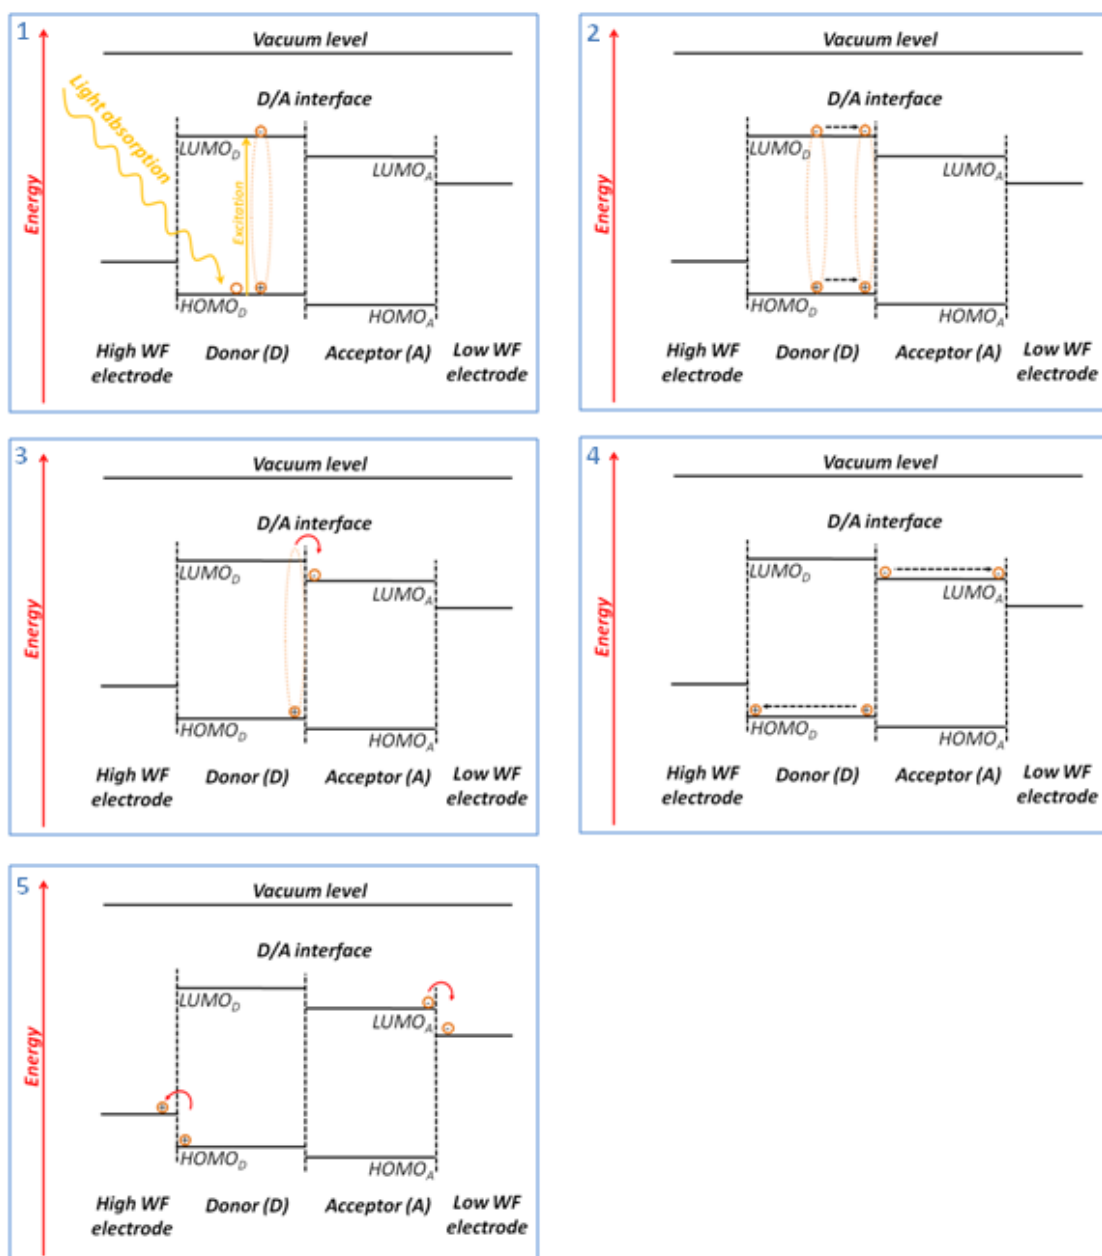 1
Vacuum level
Light absorption
D/A interface
LUMO_D
LUMO_A
Energy
Excitation
HOMO_D
HOMO_A
High WF electrode
Donor (D)
Acceptor (A)
Low WF electrode
2
Vacuum level
D/A interface
LUMO_D
LUMO_A
Energy
HOMO_D
HOMO_A
High WF electrode
Donor (D)
Acceptor (A)
Low WF electrode
3
Vacuum level
D/A interface
LUMO_D
LUMO_A
Energy
HOMO_D
HOMO_A
High WF electrode
Donor (D)
Acceptor (A)
Low WF electrode
4
Vacuum level
D/A interface
LUMO_D
LUMO_A
Energy
HOMO_D
HOMO_A
High WF electrode
Donor (D)
Acceptor (A)
Low WF electrode
5
Vacuum level
D/A interface
LUMO_D
LUMO_A
Energy
HOMO_D
HOMO_A
High WF electrode
Donor (D)
Acceptor (A)
Low WF electrode